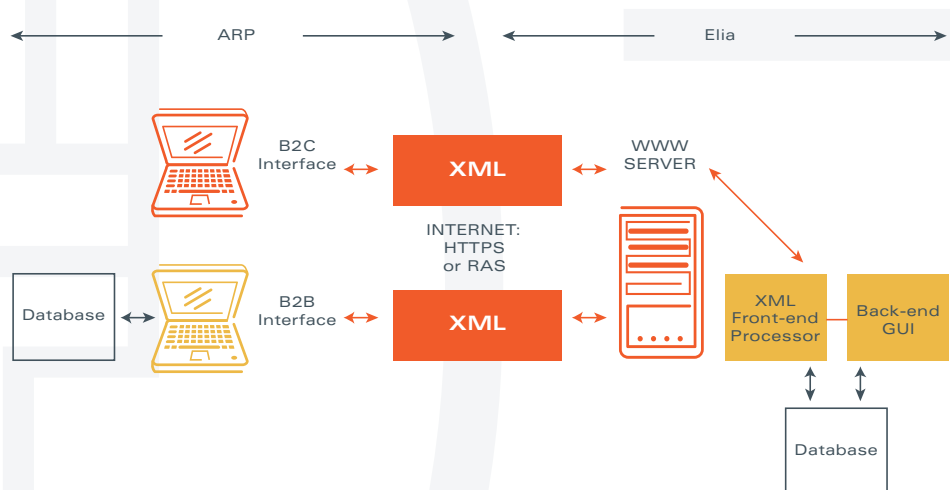 ARP
Elia
B2C
Interface
XML
WWW
SERVER
INTERNET:
HTTPS
or RAS
Database
B2B
Interface
XML
XML
Front-end
Processor
Back-end
GUI
Database